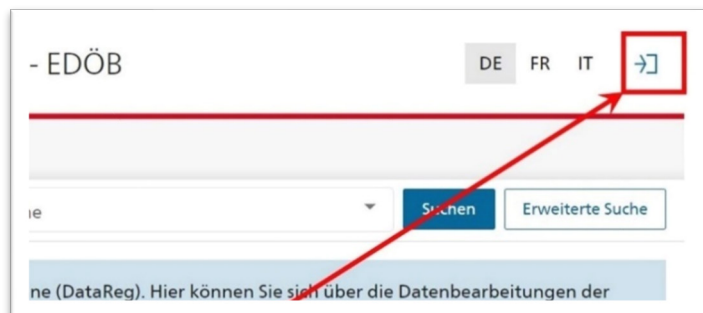 - EDÖB DE FR IT
ne Suchen Erweiterte Suche
ne (DataReg). Hier können Sie sich über die Datenbearbeitungen der